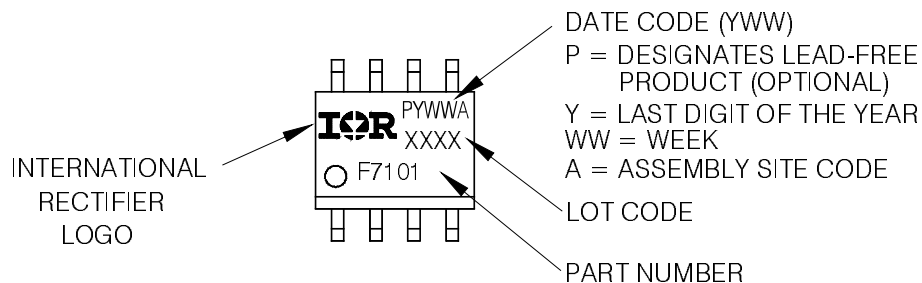 DATE CODE (YWW)
P = DESIGNATES LEAD-FREE
PRODUCT (OPTIONAL)
Y = LAST DIGIT OF THE YEAR
WW = WEEK
A = ASSEMBLY SITE CODE
LOT CODE
PART NUMBER
INTERNATIONAL
RECTIFIER
LOGO
IOR
PYWWA
XXXX
F7101